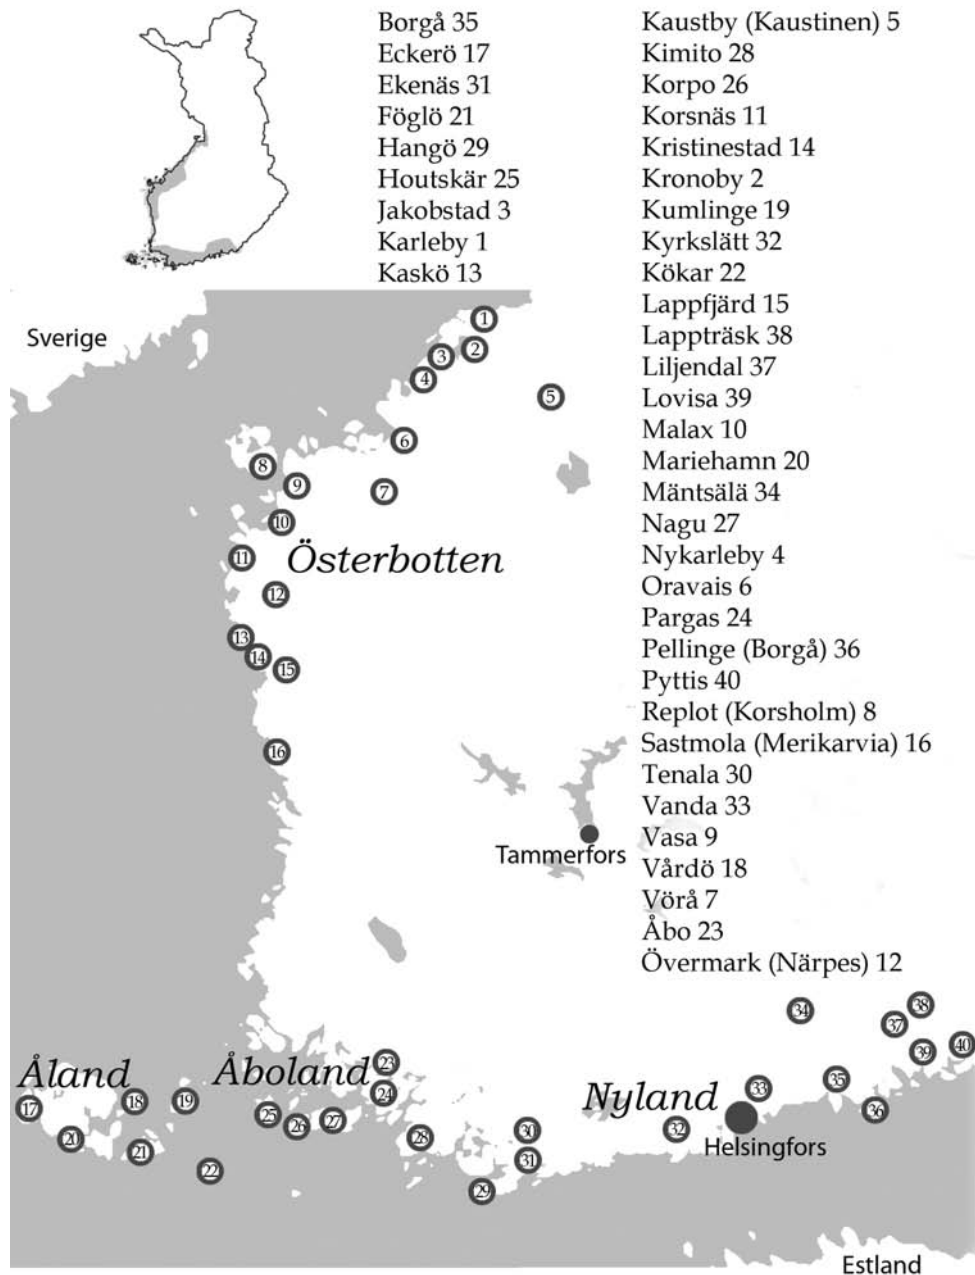 Borgå 35
Eckerö 17
Ekenäs 31
Föglö 21
Hangö 29
Houtskär 25
Jakobstad 3
Karleby 1
Kaskö 13
Kaustby (Kaustinen) 5
Kimito 28
Korpo 26
Korsnäs 11
Kristinestad 14
Kronoby 2
Kumlinge 19
Kyrkslätt 32
Kökar 22
Lappfjärd 15
Lappträsk 38
Liljendal 37
Lovisa 39
Malax 10
Mariehamn 20
Mäntsälä 34
Nagu 27
Nykarleby 4
Oravais 6
Pargas 24
Pellinge (Borgå) 36
Pyttis 40
Replot (Korsholm) 8
Sastmola (Merikarvia) 16
Tenala 30
Vanda 33
Vasa 9
Vårdö 18
Vörå 7
Åbo 23
Övermark (Närpes) 12
Sverige
1
2
3
4
5
6
7
8
9
10
Österbotten
11
12
13
14
15
16
Tammerfors
34
38
37
39
40
Åland
Åboland
23
24
Nyland
33
35
36
17
18
19
25
26
27
20
21
22
28
30
31
29
32
Helsingfors
Estland